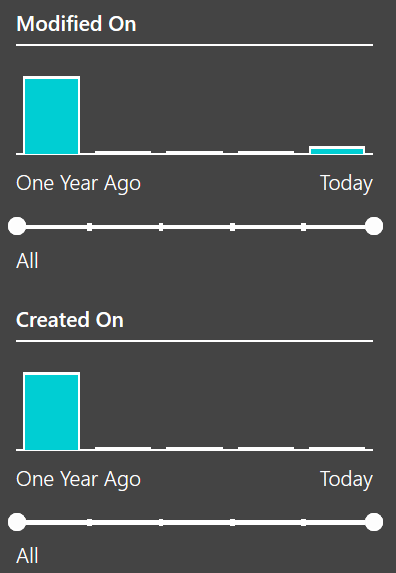 Modified On
One Year Ago Today
All
Created On
One Year Ago Today
All